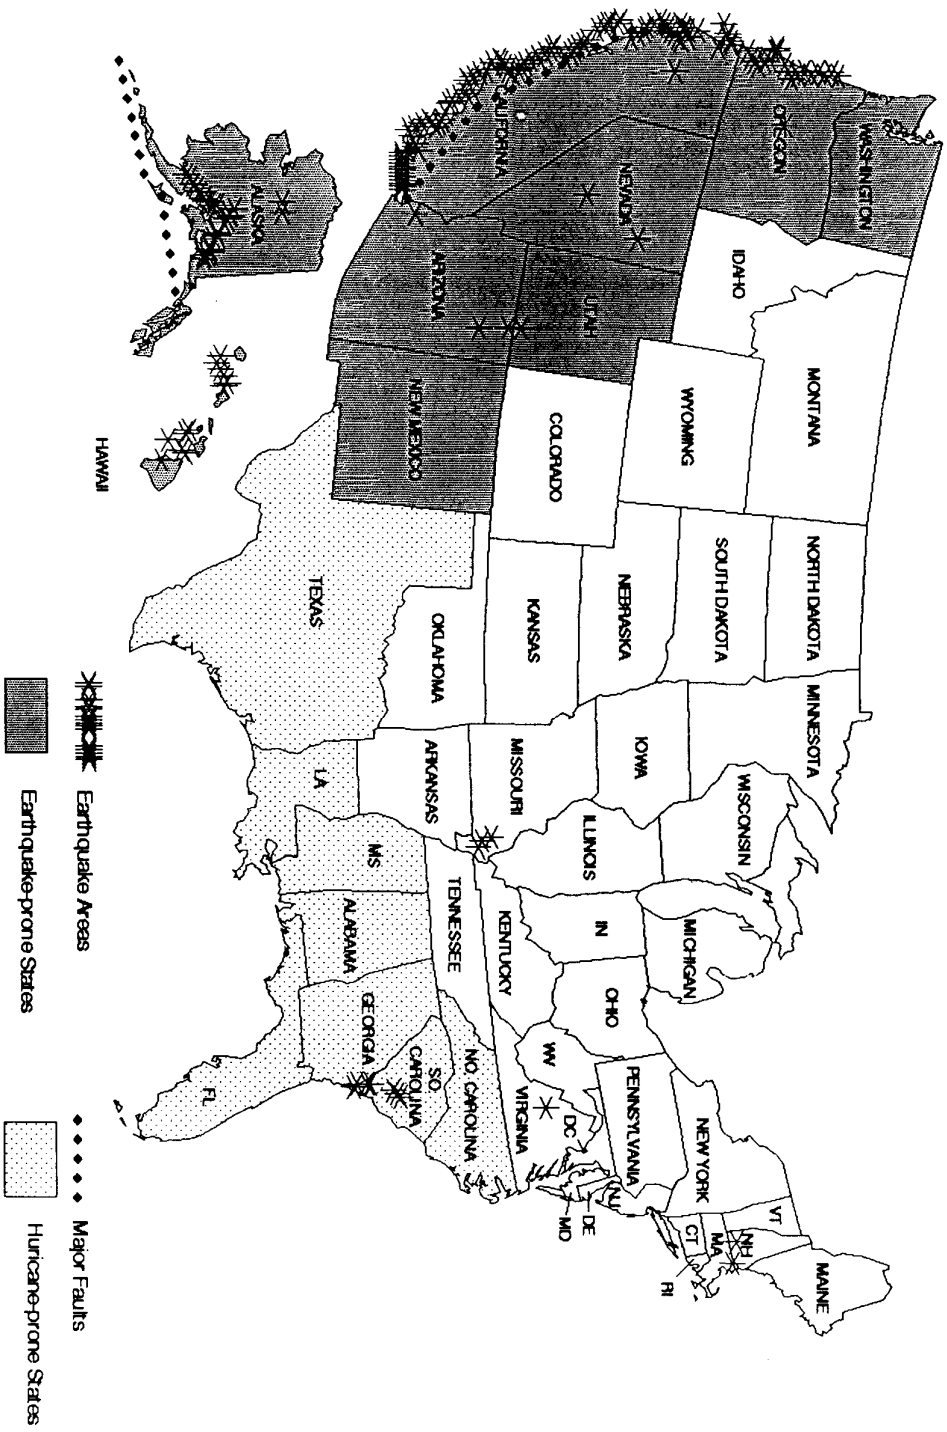 WASHINGTON
OREGON
CALIFORNIA
NEVADA
IDAHO
UTAH
ARIZONA
MONTANA
WYOMING
COLORADO
NEW MEXICO
NORTH DAKOTA
SOUTH DAKOTA
NEBRASKA
KANSAS
OKLAHOMA
TEXAS
MINNESOTA
IOWA
MISSOURI
ARKANSAS
LA
WISCONSIN
ILLINOIS
MS
MICHIGAN
IN
KENTUCKY
TENNESSEE
ALABAMA
OHIO
WV
VIRGINIA
NO. CAROLINA
SO.
CAROLINA
GEORGIA
FL
PENNSYLVANIA
NEW YORK
DC
MD
DE
NJ
VT
NH
MA
CT
RI
MAINE
ALASKA
HAWAII
Earthquake Areas
Major Faults
Earthquake-prone States
Huricane-prone States